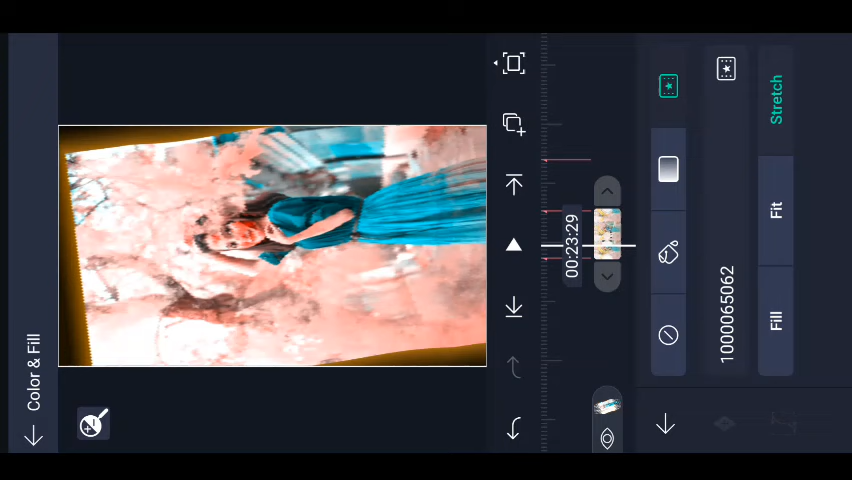 Color & Fill
00:23:29
1000065062
Fill
Fit
Stretch